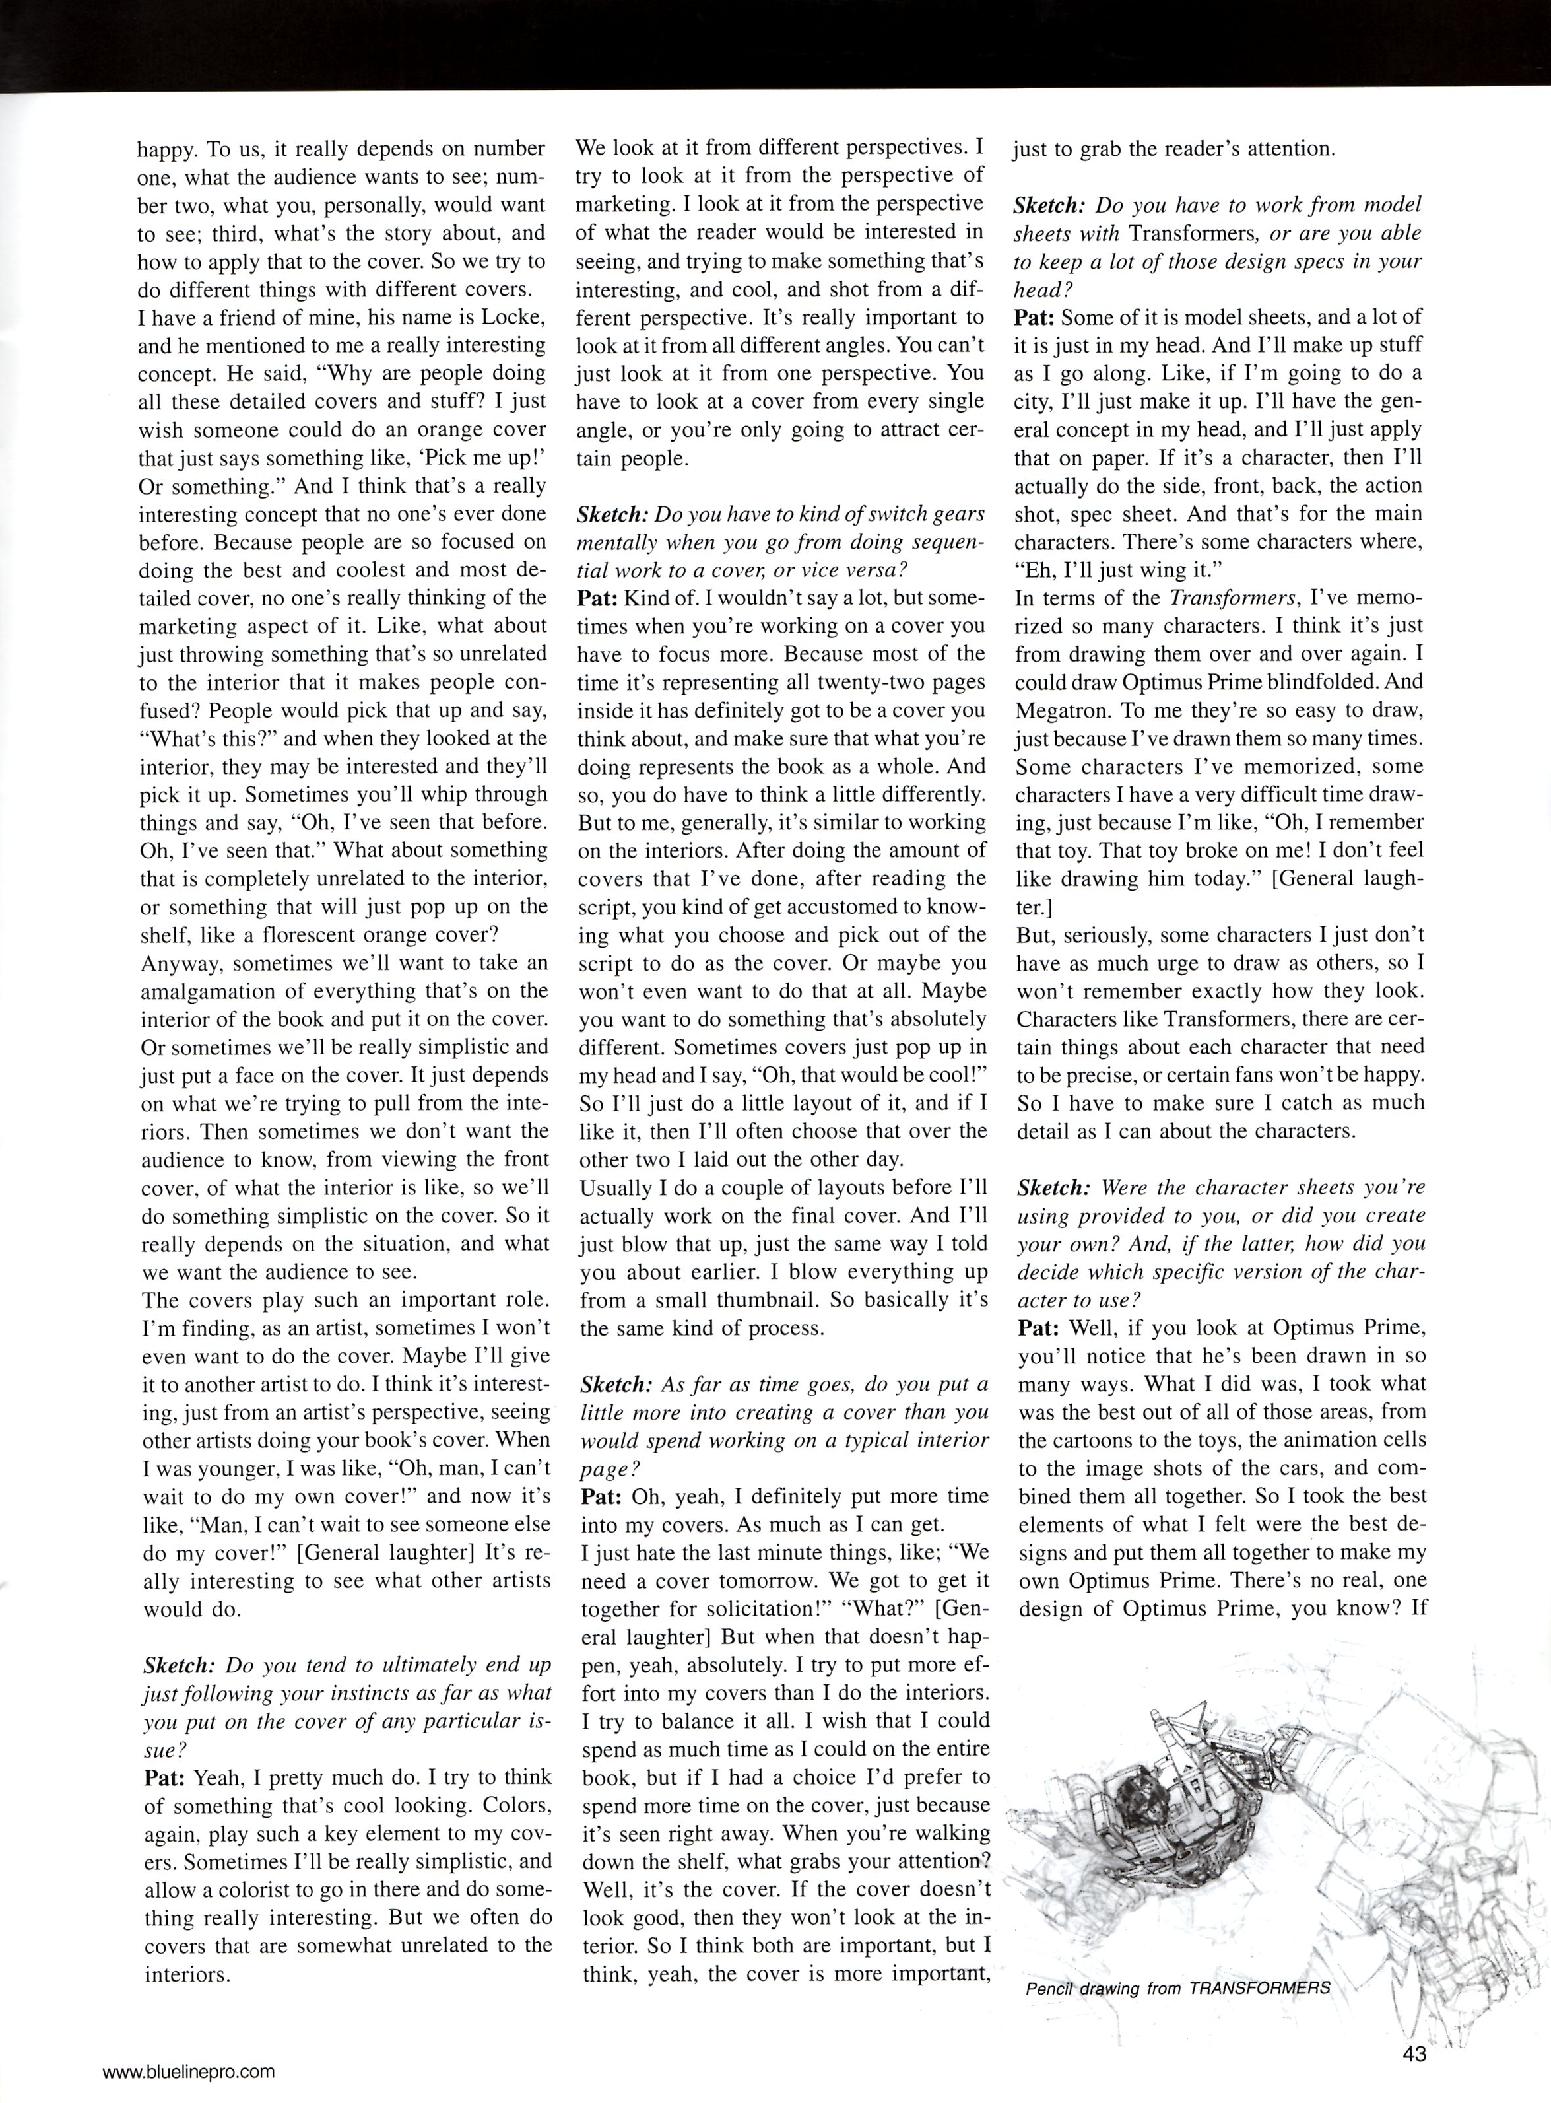 happy. To us, it really depends on number
one, what the audience wants to see; num-
ber two, what you, personally, would want
to see; third, what's the story about, and
how to apply that to the cover. So we try to
do different things with different covers.
I have a friend of mine, his name is Locke,
and he mentioned to me a really interesting
concept. He said, “Why are people doing
all these detailed covers and stuff? I just
wish someone could do an orange cover
that just says something like, ‘Pick me up!’
Or something.” And I think that's a really
interesting concept that no one's ever done
before. Because people are so focused on
doing the best and coolest and most de-
tailed cover, no one's really thinking of the
marketing aspect of it. Like, what about
just throwing something that's so unrelated
to the interior that it makes people con-
fused? People would pick that up and say,
“What's this?” and when they looked at the
interior, they may be interested and they'll
pick it up. Sometimes you'll whip through
things and say, “Oh, I've seen that before.
Oh, I've seen that.” What about something
that is completely unrelated to the interior,
or something that will just pop up on the
shelf, like a florescent orange cover?
Anyway, sometimes we'll want to take an
amalgamation of everything that's on the
interior of the book and put it on the cover.
Or sometimes we'll be really simplistic and
just put a face on the cover. It just depends
on what we're trying to pull from the inte-
riors. Then sometimes we don't want the
audience to know, from viewing the front
cover, of what the interior is like, so we'll
do something simplistic on the cover. So it
really depends on the situation, and what
we want the audience to see.
The covers play such an important role.
I'm finding, as an artist, sometimes I won't
even want to do the cover. Maybe I'll give
it to another artist to do. I think it's interest-
ing, just from an artist's perspective, seeing
other artists doing your book's cover. When
I was younger, I was like, “Oh, man, I can't
wait to do my own cover!” and now it's
like, “Man, I can't wait to see someone else
do my cover!” [General laughter] It's re-
ally interesting to see what other artists
would do.
Sketch: Do you tend to ultimately end up
just following your instincts as far as what
you put on the cover of any particular is-
sue?
Pat: Yeah, I pretty much do. I try to think
of something that's cool looking. Colors,
again, play such a key element to my cov-
ers. Sometimes I'll be really simplistic, and
allow a colorist to go in there and do some-
thing really interesting. But we often do
covers that are somewhat unrelated to the
interiors.
We look at it from different perspectives. I
try to look at it from the perspective of
marketing. I look at it from the perspective
of what the reader would be interested in
seeing, and trying to make something that's
interesting, and cool, and shot from a dif-
ferent perspective. It's really important to
look at it from all different angles. You can't
just look at it from one perspective. You
have to look at a cover from every single
angle, or you're only going to attract cer-
tain people.
Sketch: Do you have to kind of switch gears
mentally when you go from doing sequen-
tial work to a cover, or vice versa?
Pat: Kind of. I wouldn't say a lot, but some-
times when you're working on a cover you
have to focus more. Because most of the
time it's representing all twenty-two pages
inside it has definitely got to be a cover you
think about, and make sure that what you're
doing represents the book as a whole. And
so, you do have to think a little differently.
But to me, generally, it's similar to working
on the interiors. After doing the amount of
covers that I've done, after reading the
script, you kind of get accustomed to know-
ing what you choose and pick out of the
script to do as the cover. Or maybe you
won't even want to do that at all. Maybe
you want to do something that's absolutely
different. Sometimes covers just pop up in
my head and I say, “Oh, that would be cool!”
So I'll just do a little layout of it, and if I
like it, then I'll often choose that over the
other two I laid out the other day.
Usually I do a couple of layouts before I'll
actually work on the final cover. And I'll
just blow that up, just the same way I told
you about earlier. I blow everything up
from a small thumbnail. So basically it's
the same kind of process.
Sketch: As far as time goes, do you put a
little more into creating a cover than you
would spend working on a typical interior
page?
Pat: Oh, yeah, I definitely put more time
into my covers. As much as I can get.
I just hate the last minute things, like; “We
need a cover tomorrow. We got to get it
together for solicitation!” “What?” [Gen-
eral laughter] But when that doesn't hap-
pen, yeah, absolutely. I try to put more ef-
fort into my covers than I do the interiors.
I try to balance it all. I wish that I could
spend as much time as I could on the entire
book, but if I had a choice I'd prefer to
spend more time on the cover, just because
it's seen right away. When you're walking
down the shelf, what grabs your attention?
Well, it's the cover. If the cover doesn't
look good, then they won't look at the in-
terior. So I think both are important, but I
think, yeah, the cover is more important,
just to grab the reader's attention.
Sketch: Do you have to work from model
sheets with Transformers, or are you able
to keep a lot of those design specs in your
head?
Pat: Some of it is model sheets, and a lot of
it is just in my head. And I'll make up stuff
as I go along. Like, if I'm going to do a
city, I'll just make it up. I'll have the gen-
eral concept in my head, and I'll just apply
that on paper. If it's a character, then I'll
actually do the side, front, back, the action
shot, spec sheet. And that's for the main
characters. There's some characters where,
“Eh, I'll just wing it.”
In terms of the Transformers, I've memo-
rized so many characters. I think it's just
from drawing them over and over again. I
could draw Optimus Prime blindfolded. And
Megatron. To me they're so easy to draw,
just because I've drawn them so many times.
Some characters I've memorized, some
characters I have a very difficult time draw-
ing, just because I'm like, “Oh, I remember
that toy. That toy broke on me! I don't feel
like drawing him today.” [General laugh-
ter.]
But, seriously, some characters I just don't
have as much urge to draw as others, so I
won't remember exactly how they look.
Characters like Transformers, there are cer-
tain things about each character that need
to be precise, or certain fans won't be happy.
So I have to make sure I catch as much
detail as I can about the characters.
Sketch: Were the character sheets you're
using provided to you, or did you create
your own? And, if the latter, how did you
decide which specific version of the char-
acter to use?
Pat: Well, if you look at Optimus Prime,
you'll notice that he's been drawn in so
many ways. What I did was, I took what
was the best out of all of those areas, from
the cartoons to the toys, the animation cells
to the image shots of the cars, and com-
bined them all together. So I took the best
elements of what I felt were the best de-
signs and put them all together to make my
own Optimus Prime. There's no real, one
design of Optimus Prime, you know? If
Pencil drawing from TRANSFORMERS
www.bluelinepro.com
43